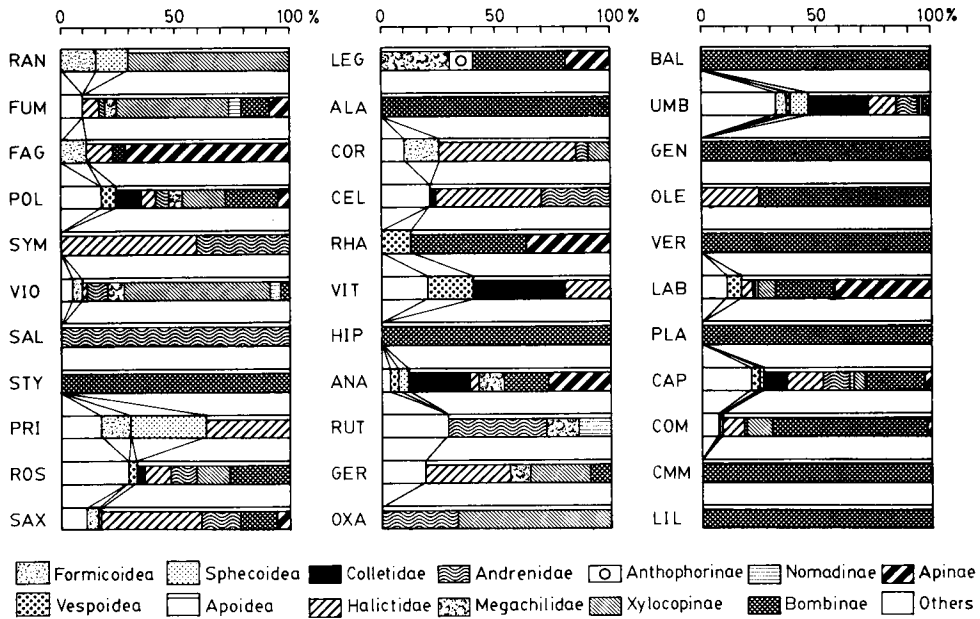 0 50 100 %
RAN
FUM
FAG
POL
SYM
VIO
SAL
STY
PRI
ROS
SAX
0 50 100%
LEG
ALA
COR
CEL
RHA
VIT
HIP
ANA
RUT
GER
OXA
0 50 100%
BAL
UMB
GEN
OLE
VER
LAB
PLA
CAP
COM
CMM
LIL
Formicoidea Sphecoidea Colletidae Andrenidae Anthophorinae Nomadinae Apinae
Vespoidea Apoidea Halictidae Megachilidae Xylocopinae Bombinae Others